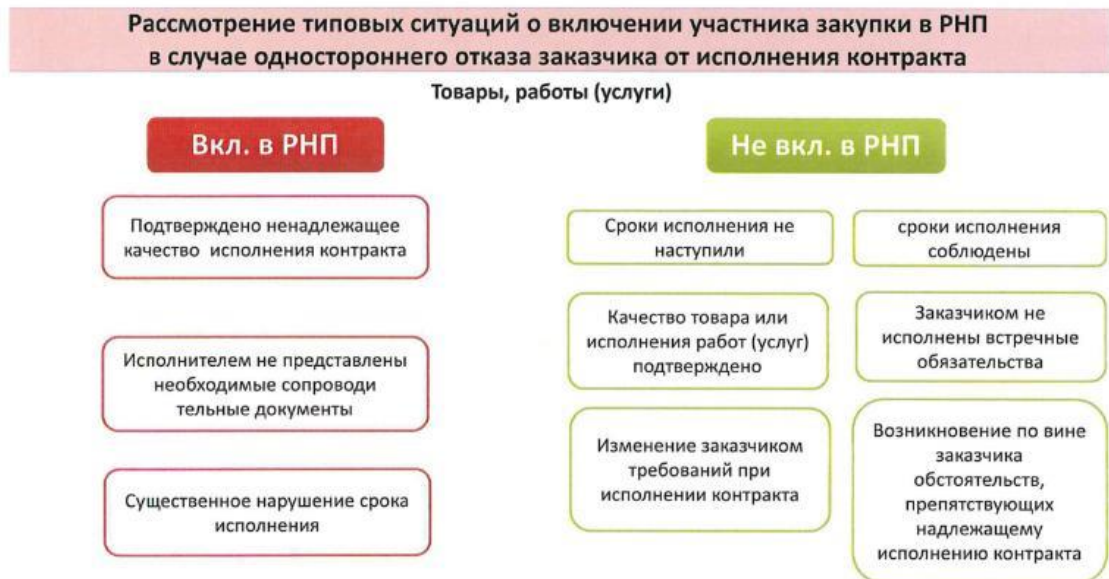 Рассмотрение типовых ситуаций о включении участника закупки в РНП
в случае одностороннего отказа заказчика от исполнения контракта
Товары, работы (услуги)
Вкл. в РНП
Подтверждено ненадлежащее
качество исполнения контракта
Исполнителем не представлены
необходимые сопроводи
тельные документы
Существенное нарушение срока
исполнения
Не вкл. в РНП
Сроки исполнения не
наступили
сроки исполнения
соблюдены
Качество товара или
исполнения работ (услуг)
подтверждено
Заказчиком не
исполнены встречные
обязательства
Изменение заказчиком
требований при
исполнении контракта
Возникновение по вине
заказчика
обстоятельств,
препятствующих
надлежащему
исполнению контракта